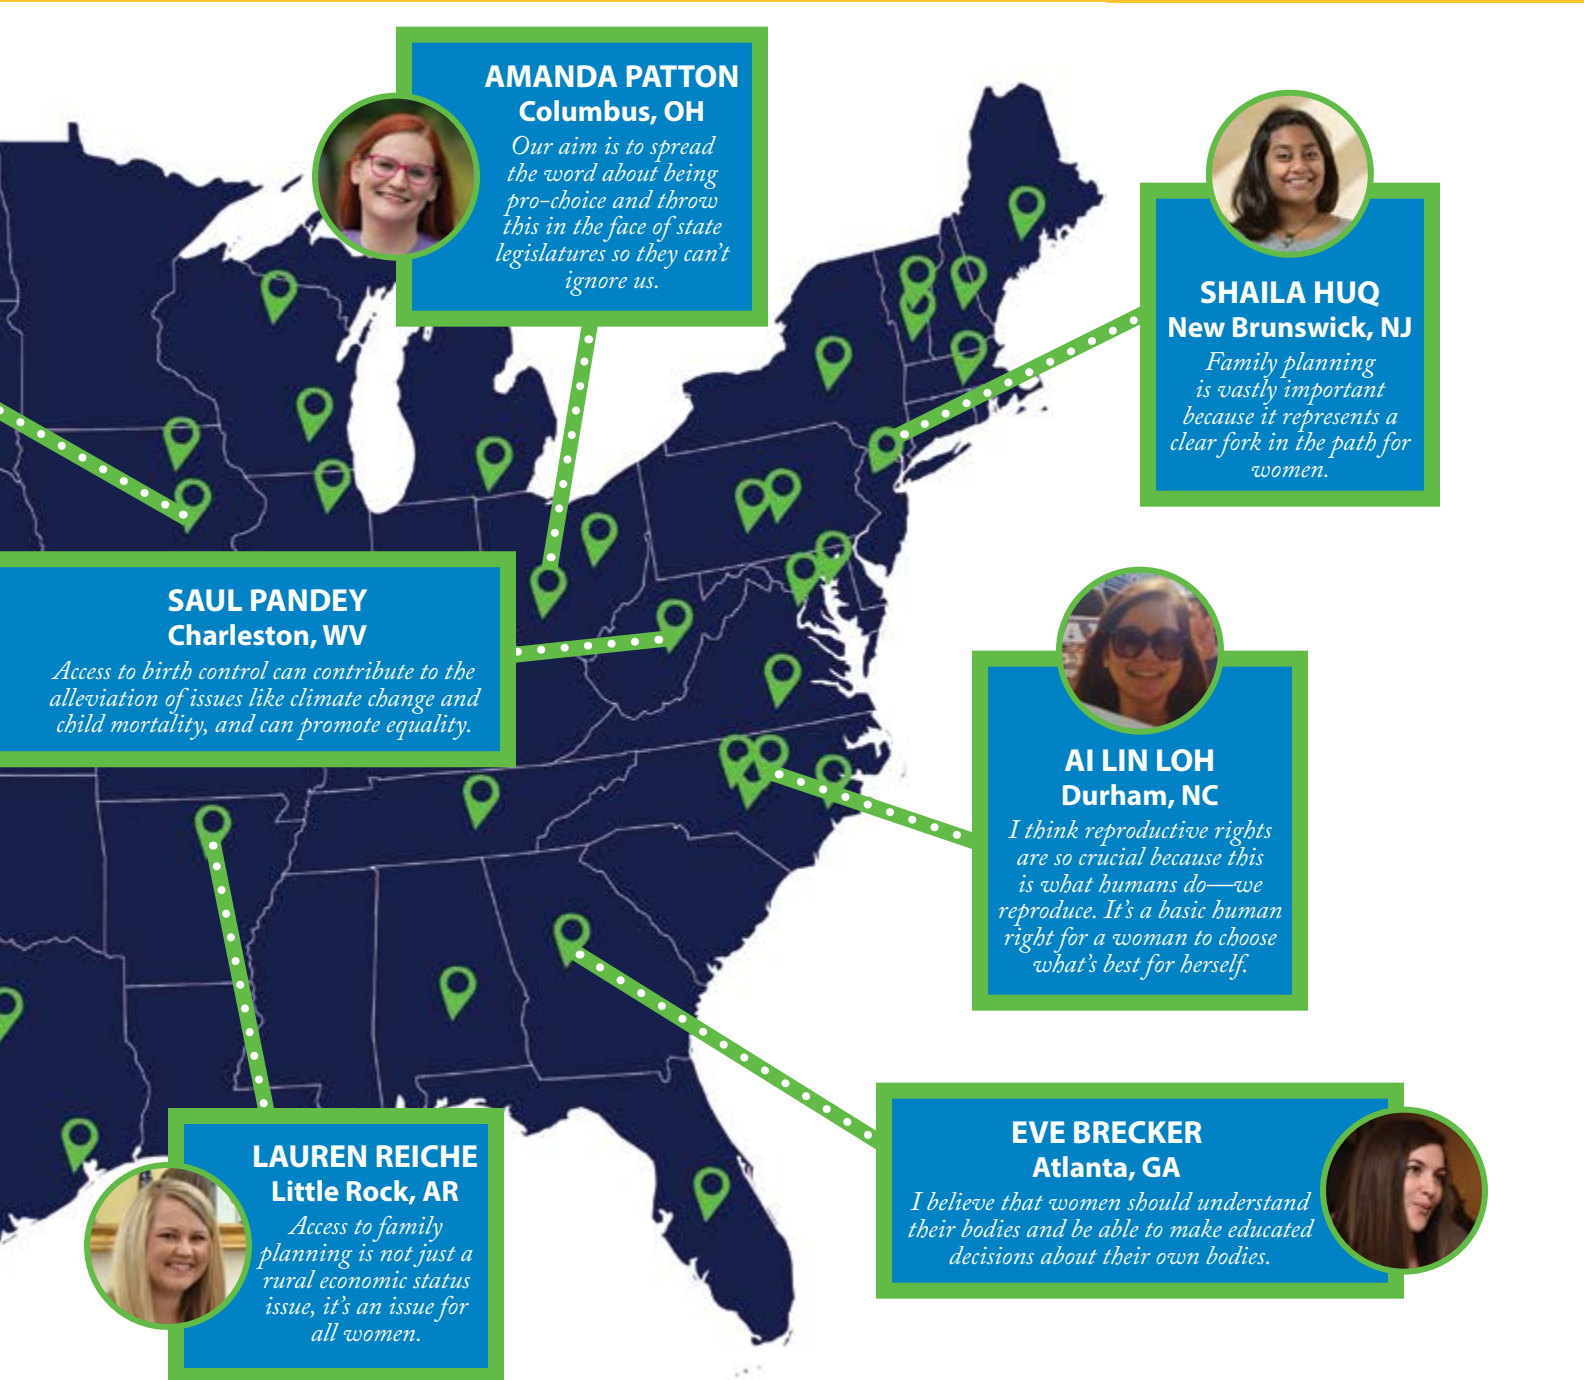 AMANDA PATTON
Columbus, OH
Our aim is to spread
the word about being
pro-choice and throw
this in the face of state
legislatures so they can't
ignore us.
SHAILA HUQ
New Brunswick, NJ
Family planning
is vastly important
because it represents a
clear fork in the path for
women.
SAUL PANDEY
Charleston, WV
Access to birth control can contribute to the
alleviation of issues like climate change and
child mortality, and can promote equality.
AI LIN LOH
Durham, NC
I think reproductive rights
are so crucial because this
is what humans do—we
reproduce. It's a basic human
right for a woman to choose
what's best for herself.
LAUREN REICHE
Little Rock, AR
Access to family
planning is not just a
rural economic status
issue, it's an issue for
all women.
EVE BRECKER
Atlanta, GA
I believe that women should understand
their bodies and be able to make educated
decisions about their own bodies.